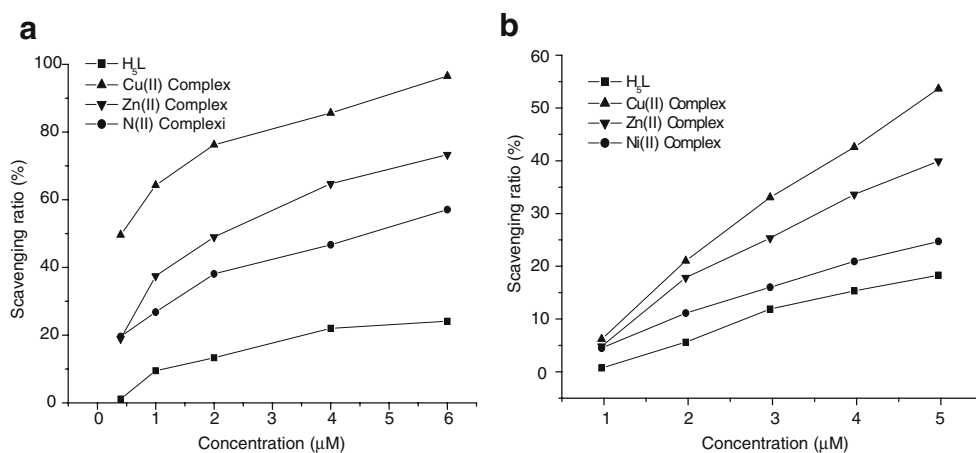 a
H₅L
Cu(II) Complex
Zn(II) Complex
N(II) Complexi
100
80
60
40
20
0
Scavenging ratio (%)
0 1 2 3 4 5 6
Concentration (μM)
b
H₅L
Cu(II) Complex
Zn(II) Complex
Ni(II) Complex
60
50
40
30
20
10
0
Scavenging ratio (%)
1 2 3 4 5
Concentration (μM)